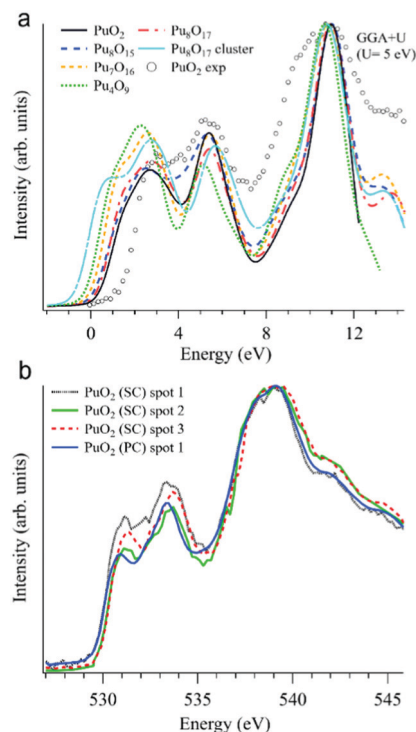 a
PuO2 Pu8O17 GGA+U
Pu8O15 Pu8O17 cluster (U= 5 eV)
Pu7O16 PuO2 exp
Pu4O9
Intensity (arb. units)
0 4 8 12
Energy (eV)
b
PuO2 (SC) spot 1
PuO2 (SC) spot 2
PuO2 (SC) spot 3
PuO2 (PC) spot 1
Intensity (arb. units)
530 535 540 545
Energy (eV)